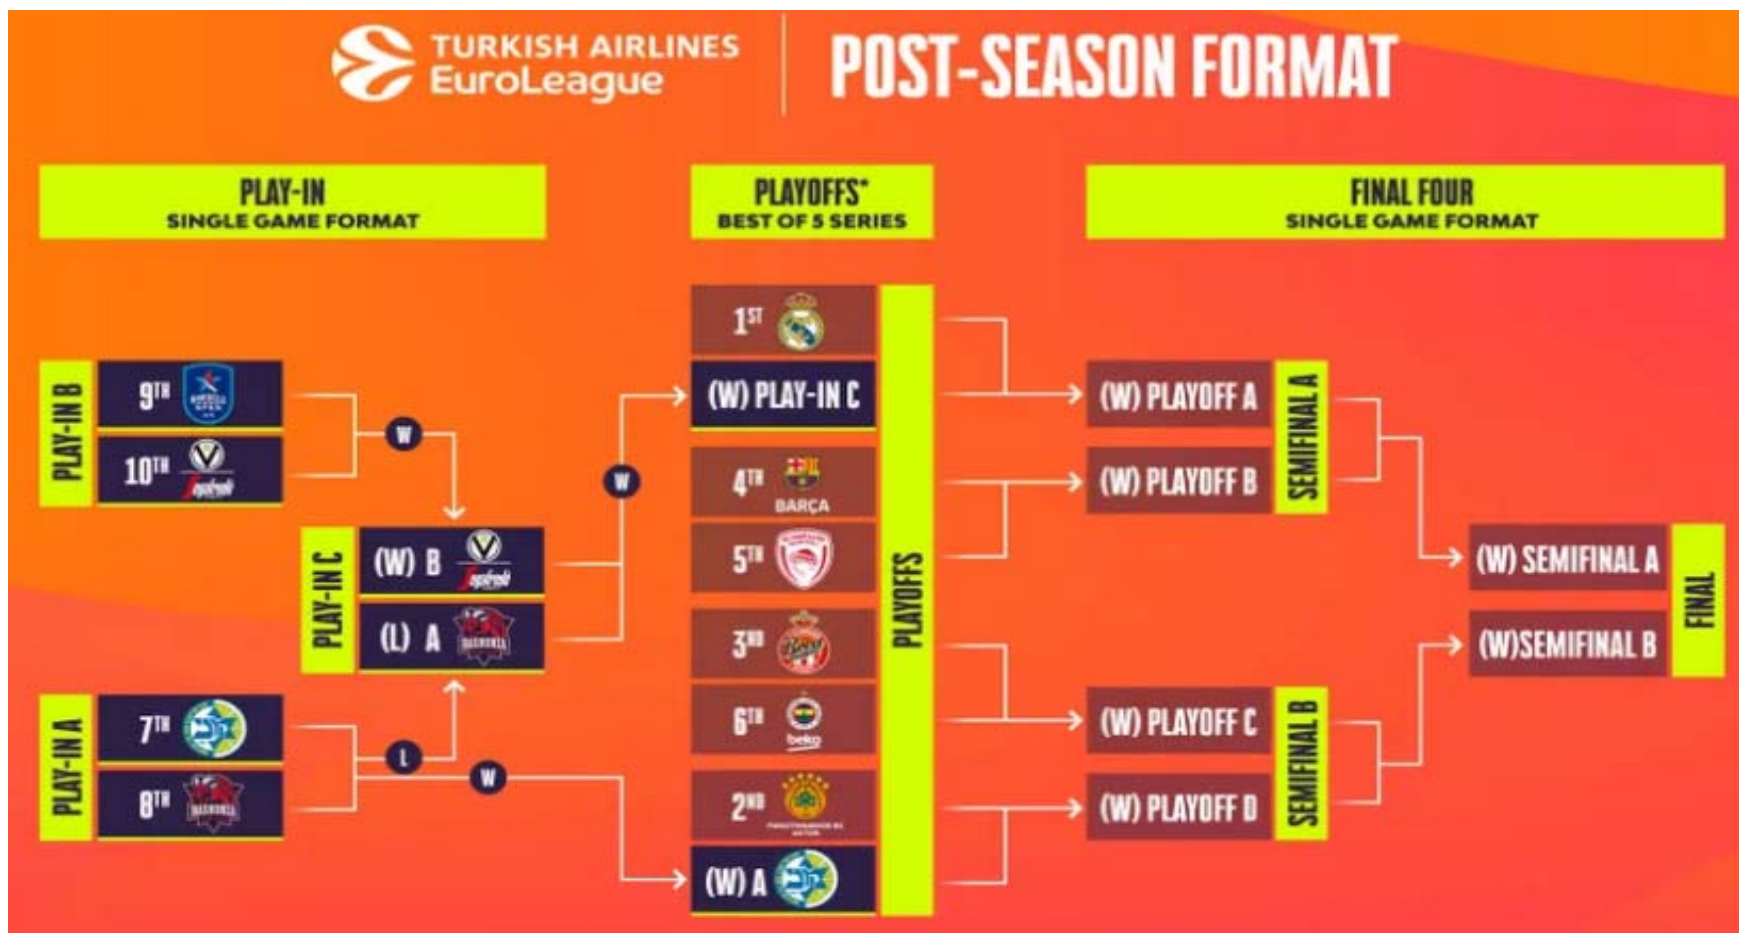 TURKISH AIRLINES
EuroLeague
POST-SEASON FORMAT
PLAY-IN
SINGLE GAME FORMAT
PLAYOFFS*
BEST OF 5 SERIES
FINAL FOUR
SINGLE GAME FORMAT
PLAY-IN B
9TH
10TH
W
PLAY-IN C
(W) B
(L) A
BASKONIA
W
PLAY-IN A
7TH
8TH
BASKONIA
L
W
1ST
(W) PLAY-IN C
4TH
BARÇA
5TH
3RD
6TH
beko
2ND
(W) A
PLAYOFFS
(W) PLAYOFF A
(W) PLAYOFF B
SEMIFINAL A
(W) PLAYOFF C
(W) PLAYOFF D
SEMIFINAL B
(W) SEMIFINAL A
(W)SEMIFINAL B
FINAL